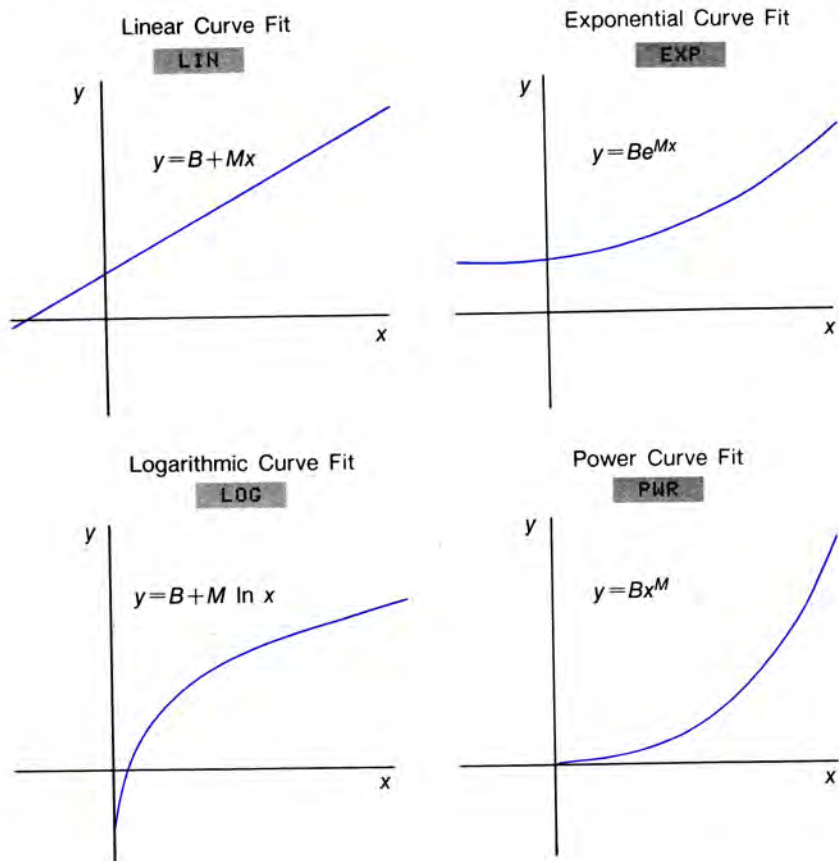 Linear Curve Fit
LIN
y
y=B+Mx
x
Exponential Curve Fit
EXP
y
y=Be^{Mx}
x
Logarithmic Curve Fit
LOG
y
y=B+M ln x
x
Power Curve Fit
PWR
y
y=Bx^M
x